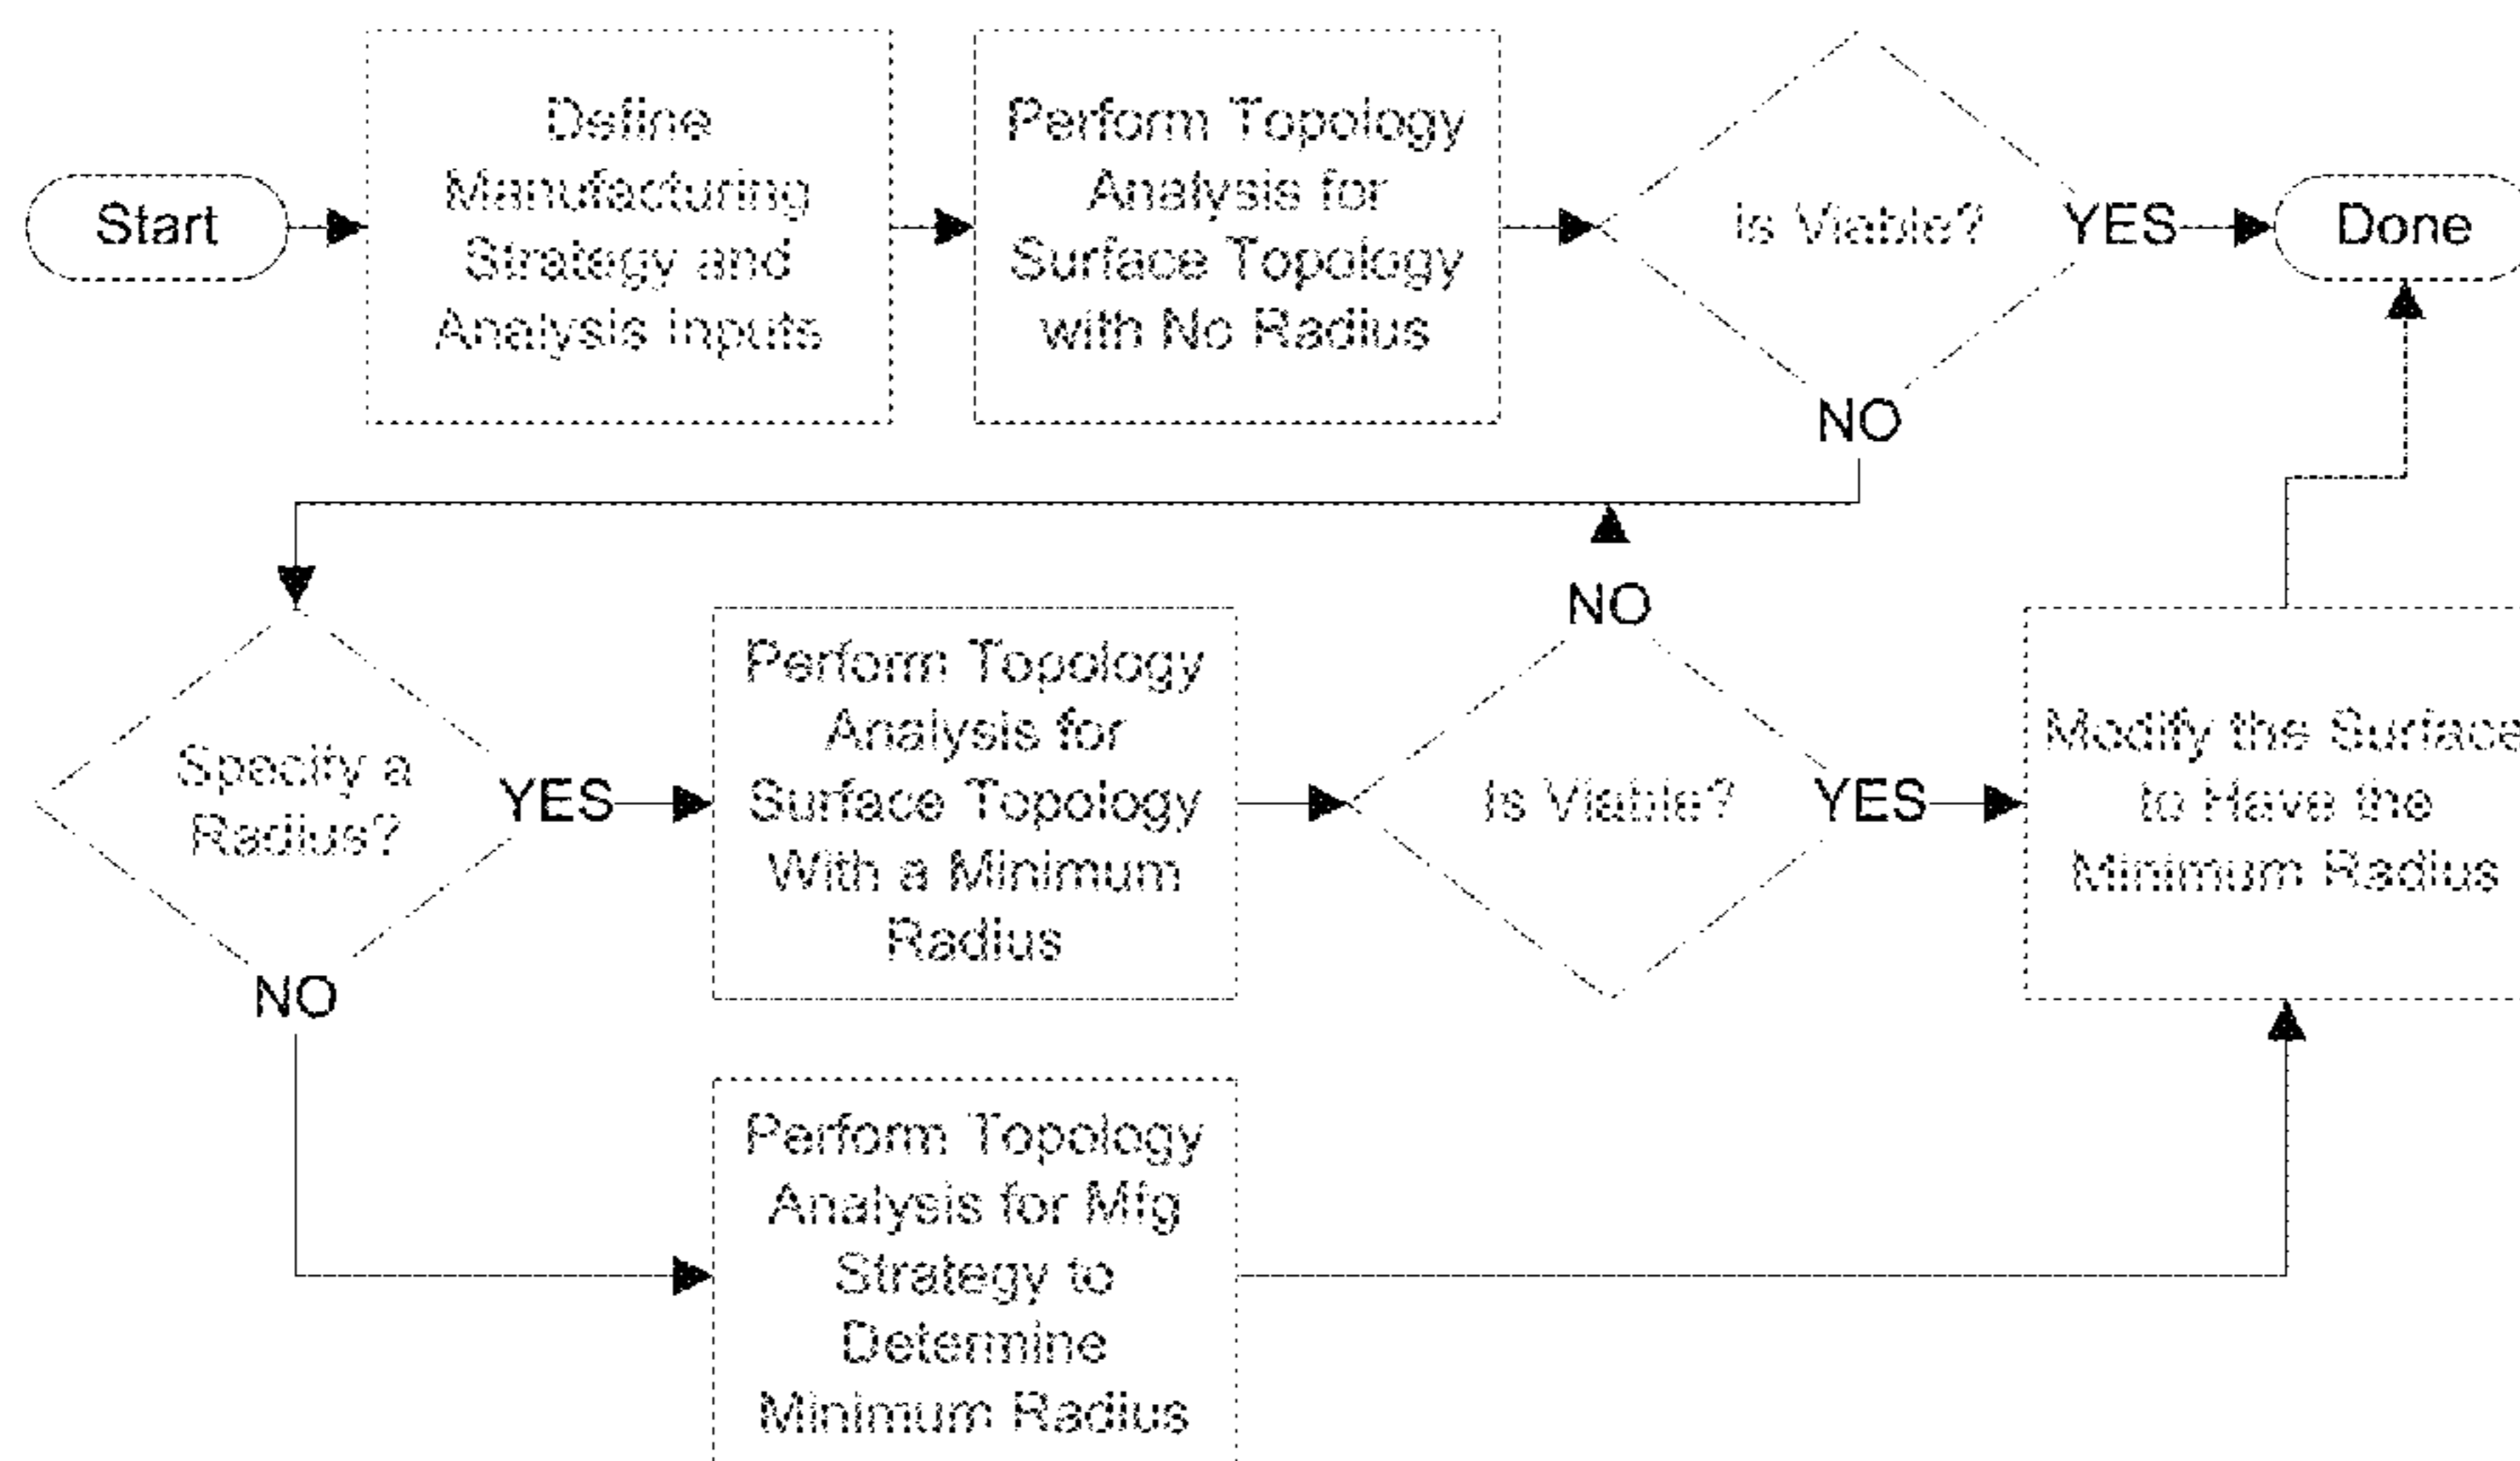 Start
Define
Manufacturing
Strategy and
Analysis Inputs
Perform Topology
Analysis for
Surface Topology
with No Radius
Is Viable?
YES
Done
NO
Specify a
Radius?
YES
NO
Perform Topology
Analysis for
Surface Topology
With a Minimum
Radius
NO
Is Viable?
YES
Modify the Surface
to Have the
Minimum Radius
Perform Topology
Analysis for Mfg
Strategy to
Determine
Minimum Radius